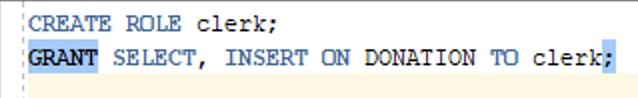 CREATE ROLE clerk;
GRANT SELECT, INSERT ON DONATION TO clerk;